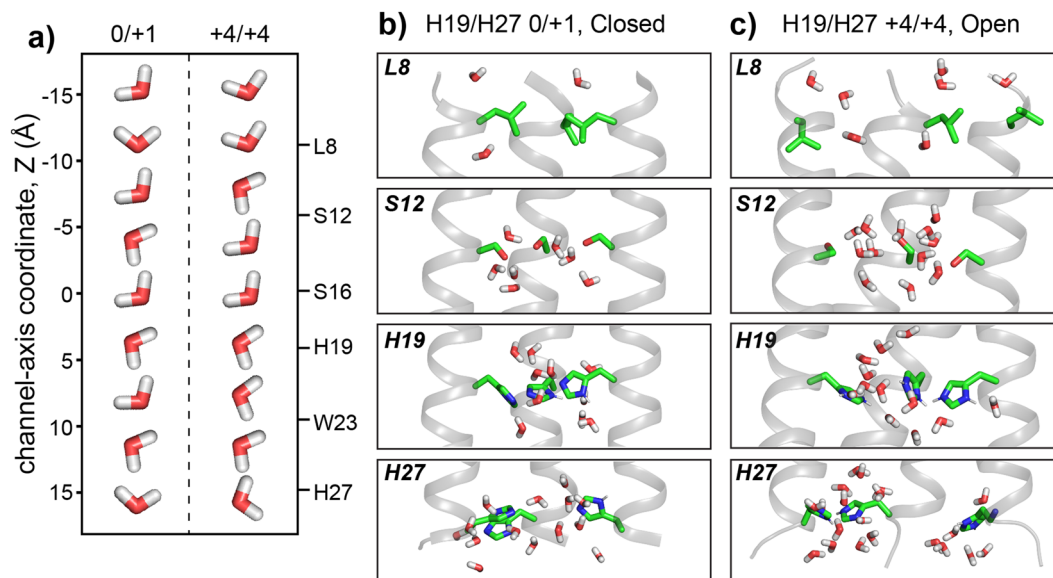 a)
0/+1 +4/+4
channel-axis coordinate, Z (Å)
-15
-10
-5
0
5
10
15
L8
S12
S16
H19
W23
H27
b) H19/H27 0/+1, Closed
L8
S12
H19
H27
c) H19/H27 +4/+4, Open
L8
S12
H19
H27